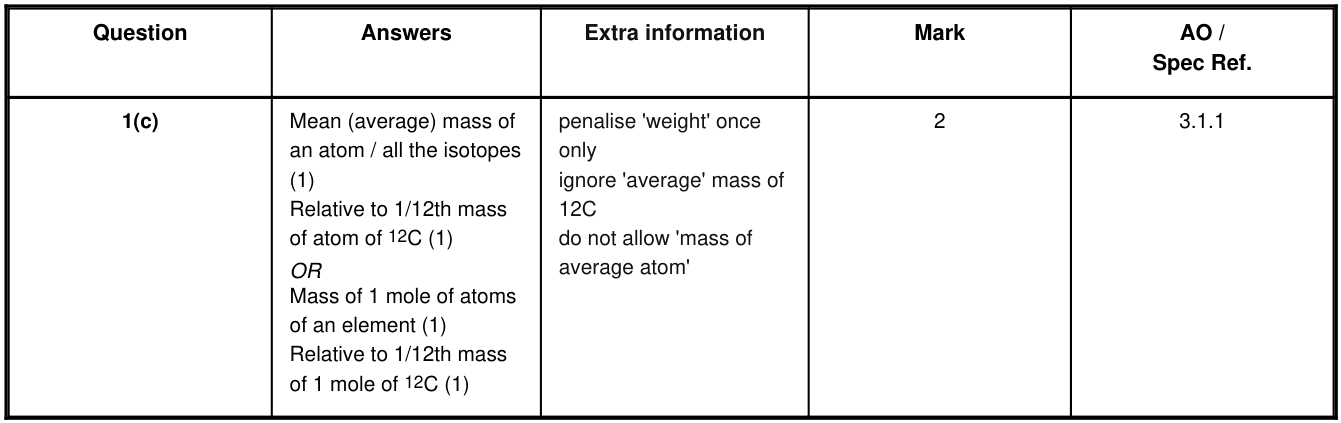 Question Answers Extra information Mark AO /
Spec Ref.
1(c) Mean (average) mass of penalise 'weight' once 2 3.1.1
an atom / all the isotopes only
(1) ignore 'average' mass of
Relative to 1/12th mass 12C
of atom of 12C (1) do not allow 'mass of
OR average atom'
Mass of 1 mole of atoms
of an element (1)
Relative to 1/12th mass
of 1 mole of 12C (1)